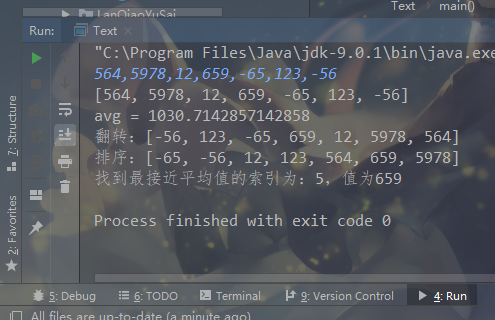 LanQiaoYuSai
Text
main()
Run:
Text
"C:\Program Files\Java\jdk-9.0.1\bin\java.exe
564,5978,12,659,-65,123,-56
[564, 5978, 12, 659, -65, 123, -56]
avg = 1030.7142857142858
翻转：[-56, 123, -65, 659, 12, 5978, 564]
排序：[-65, -56, 12, 123, 564, 659, 5978]
找到最接近平均值的索引为：5，值为659
Process finished with exit code 0
7: Structure
2: Favorites
5: Debug
6: TODO
Terminal
9: Version Control
4: Run
All files are up-to-date (a minute ago)